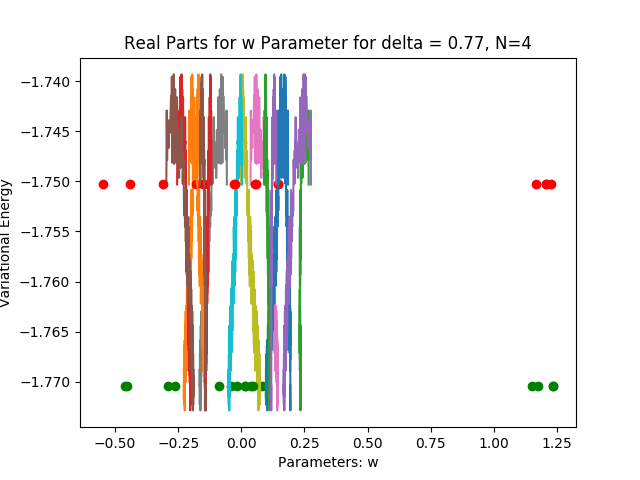 Real Parts for w Parameter for delta = 0.77, N=4
Variational Energy
−1.740
−1.745
−1.750
−1.755
−1.760
−1.765
−1.770
−0.50 −0.25 0.00 0.25 0.50 0.75 1.00 1.25
Parameters: w